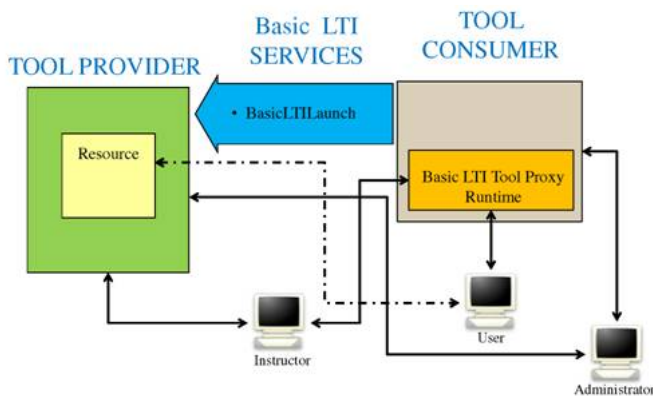 Basic LTI
SERVICES
TOOL
CONSUMER
TOOL PROVIDER
• BasicLTILaunch
Resource
Basic LTI Tool Proxy
Runtime
User
Instructor
Administrator